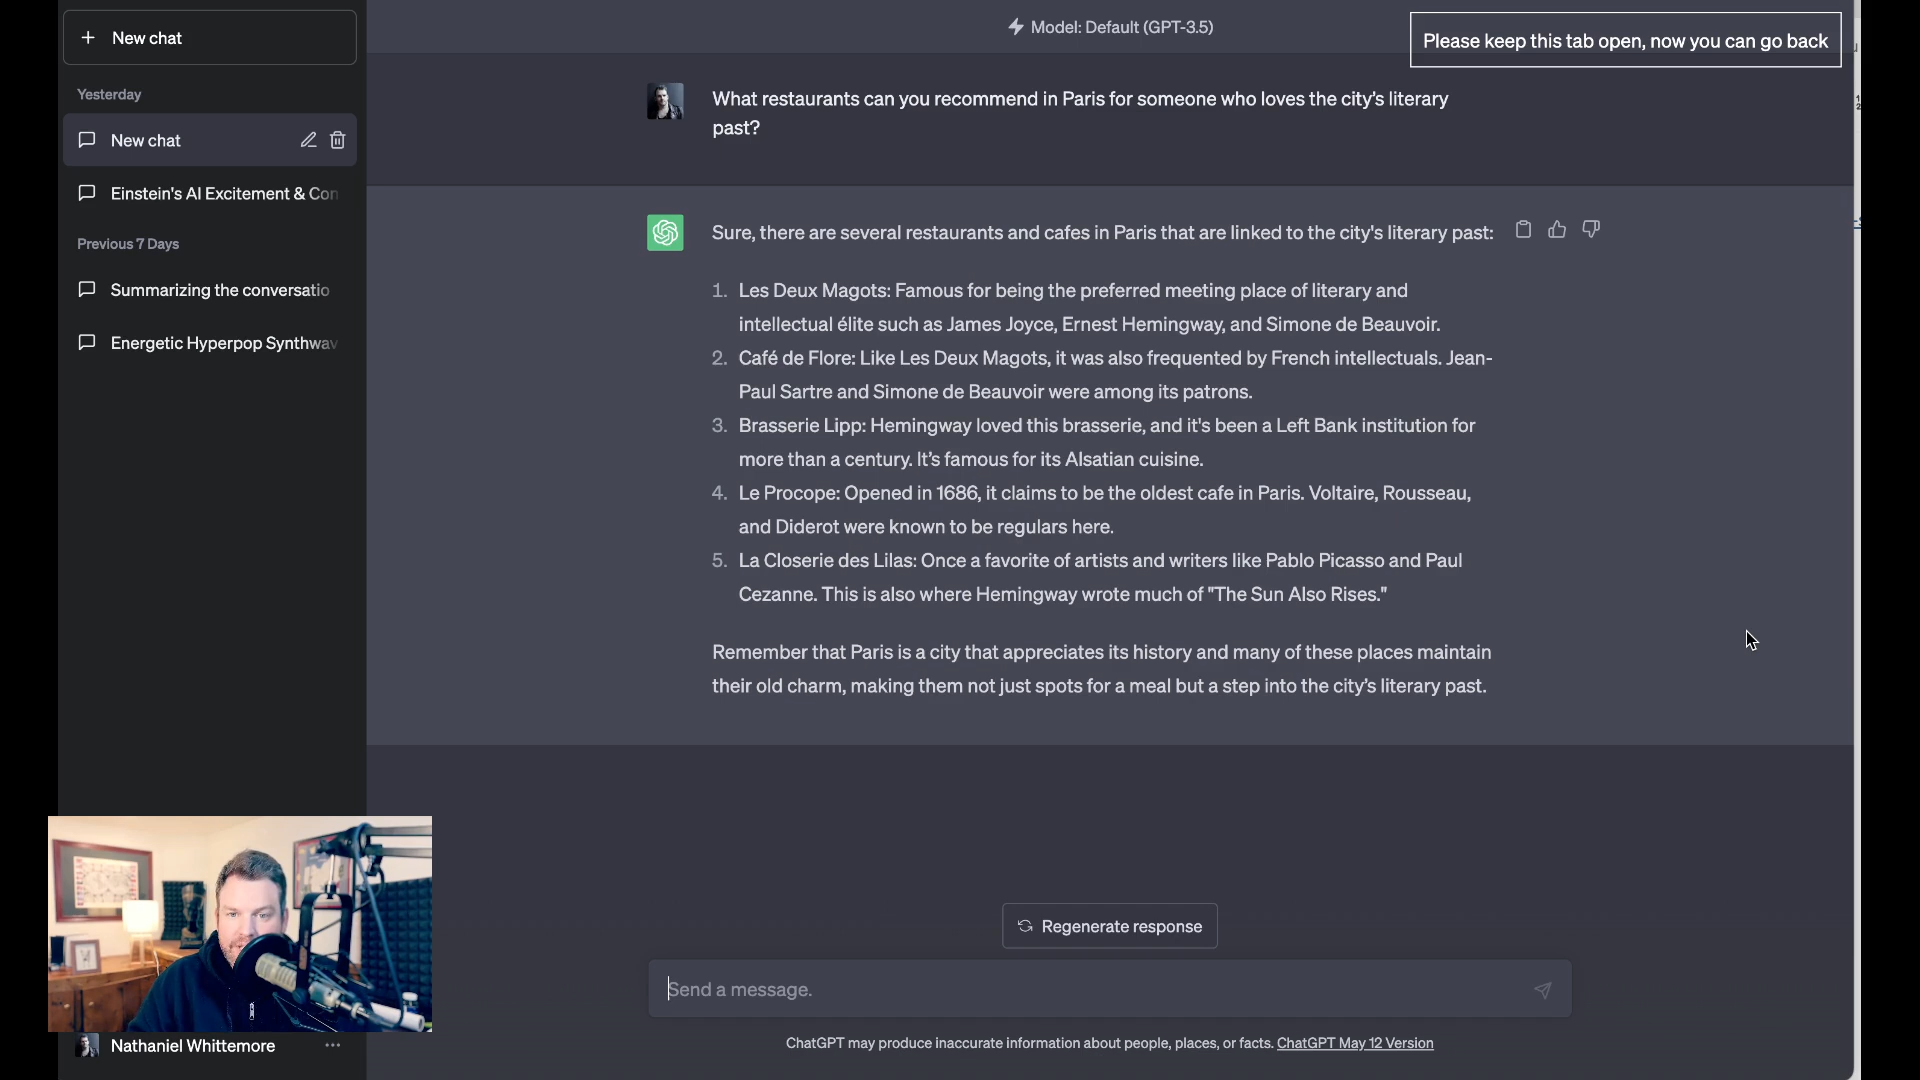 New chat
Yesterday
New chat
Einstein's AI Excitement & Con
Previous 7 Days
Summarizing the conversatio
Energetic Hyperpop Synthwav
Nathaniel Whittemore
Model: Default (GPT-3.5)
Please keep this tab open, now you can go back
What restaurants can you recommend in Paris for someone who loves the city’s literary
past?
Sure, there are several restaurants and cafes in Paris that are linked to the city's literary past:
1. Les Deux Magots: Famous for being the preferred meeting place of literary and
intellectual élite such as James Joyce, Ernest Hemingway, and Simone de Beauvoir.
2. Café de Flore: Like Les Deux Magots, it was also frequented by French intellectuals. Jean-
Paul Sartre and Simone de Beauvoir were among its patrons.
3. Brasserie Lipp: Hemingway loved this brasserie, and it's been a Left Bank institution for
more than a century. It’s famous for its Alsatian cuisine.
4. Le Procope: Opened in 1686, it claims to be the oldest cafe in Paris. Voltaire, Rousseau,
and Diderot were known to be regulars here.
5. La Closerie des Lilas: Once a favorite of artists and writers like Pablo Picasso and Paul
Cezanne. This is also where Hemingway wrote much of "The Sun Also Rises."
Remember that Paris is a city that appreciates its history and many of these places maintain
their old charm, making them not just spots for a meal but a step into the city’s literary past.
Regenerate response
Send a message.
ChatGPT may produce inaccurate information about people, places, or facts. ChatGPT May 12 Version